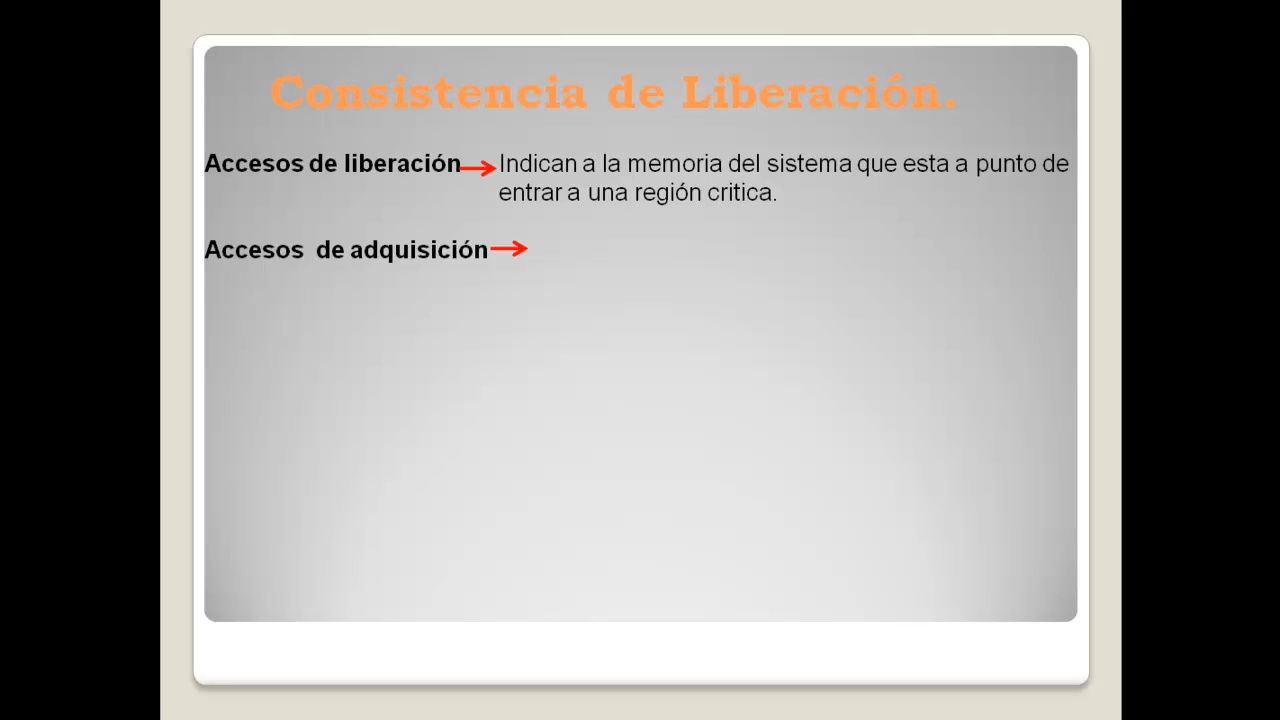 Consistencia de Liberación.
Accesos de liberación Indican a la memoria del sistema que esta a punto de
entrar a una región critica.
Accesos de adquisición